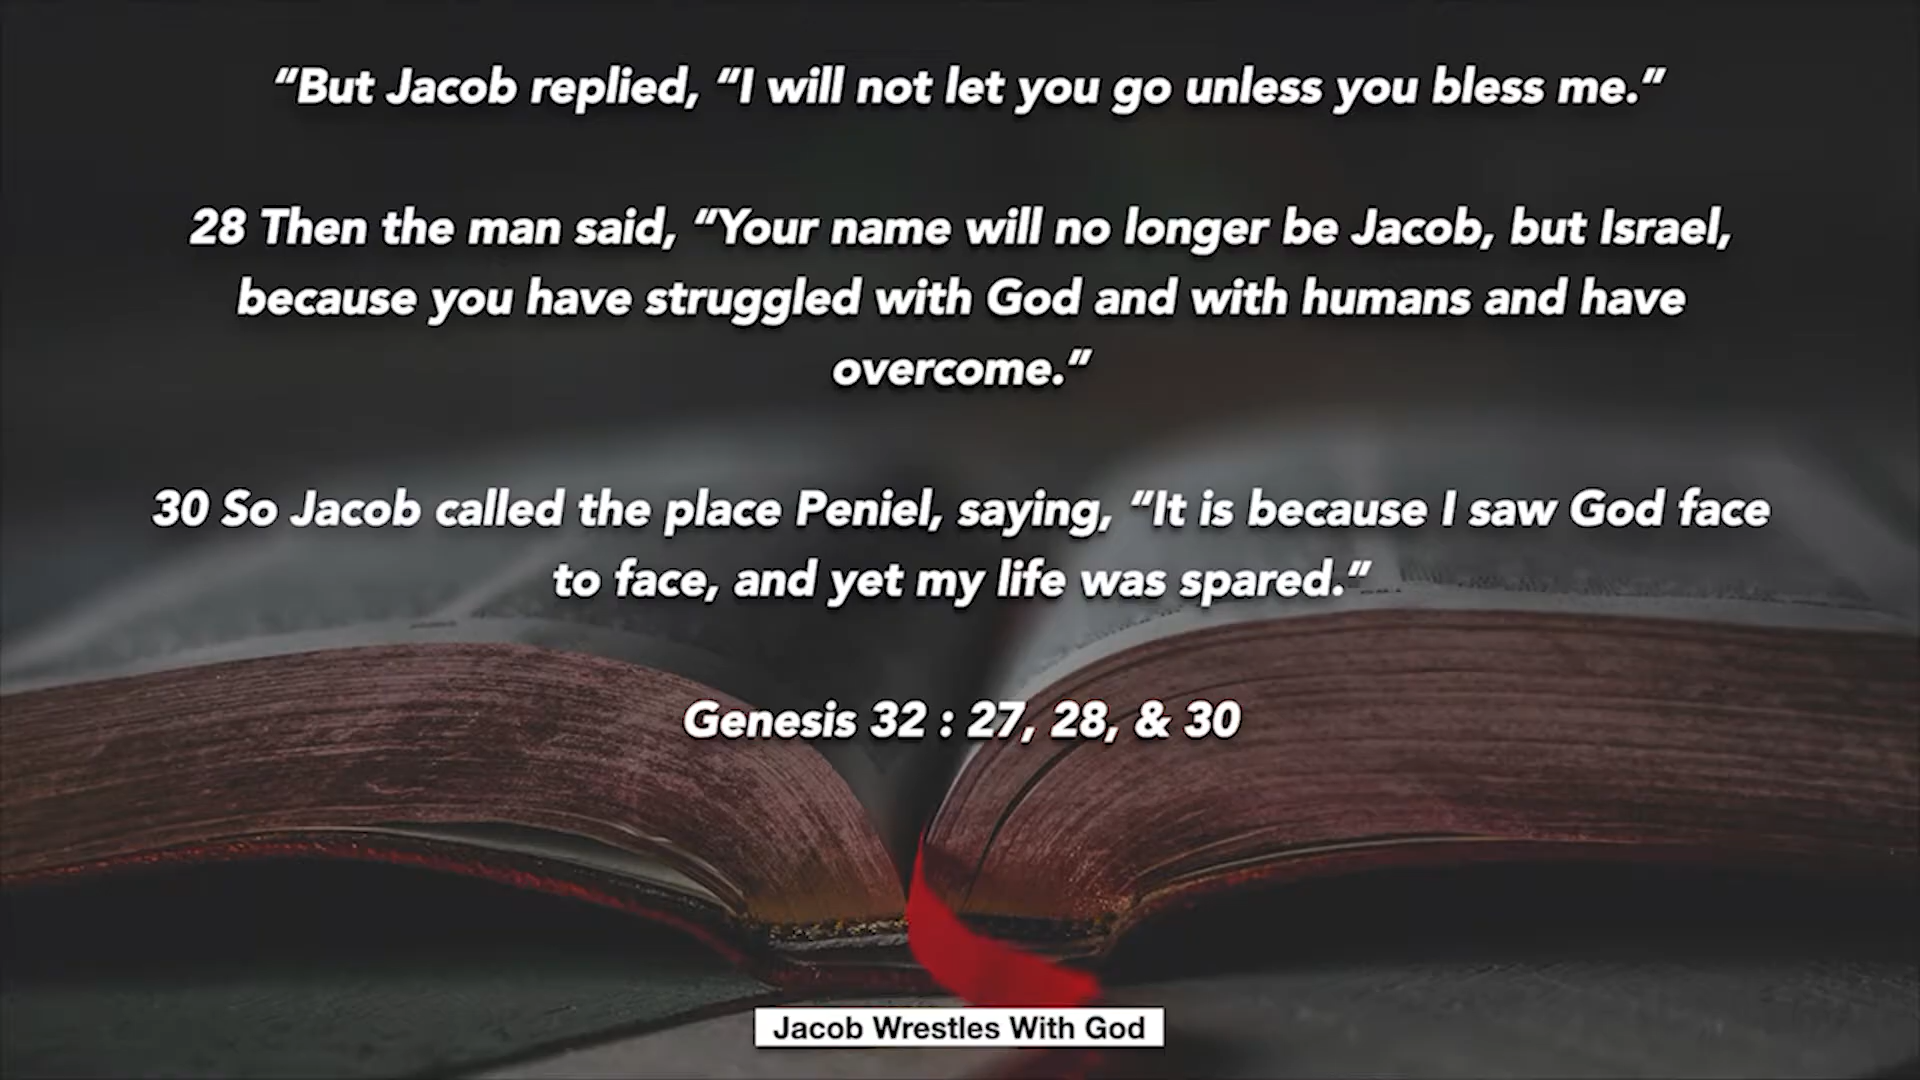 “But Jacob replied, “I will not let you go unless you bless me.”
28 Then the man said, “Your name will no longer be Jacob, but Israel,
because you have struggled with God and with humans and have
overcome.”
30 So Jacob called the place Peniel, saying, “It is because I saw God face
to face, and yet my life was spared.”
Genesis 32 : 27, 28, & 30
Jacob Wrestles With God